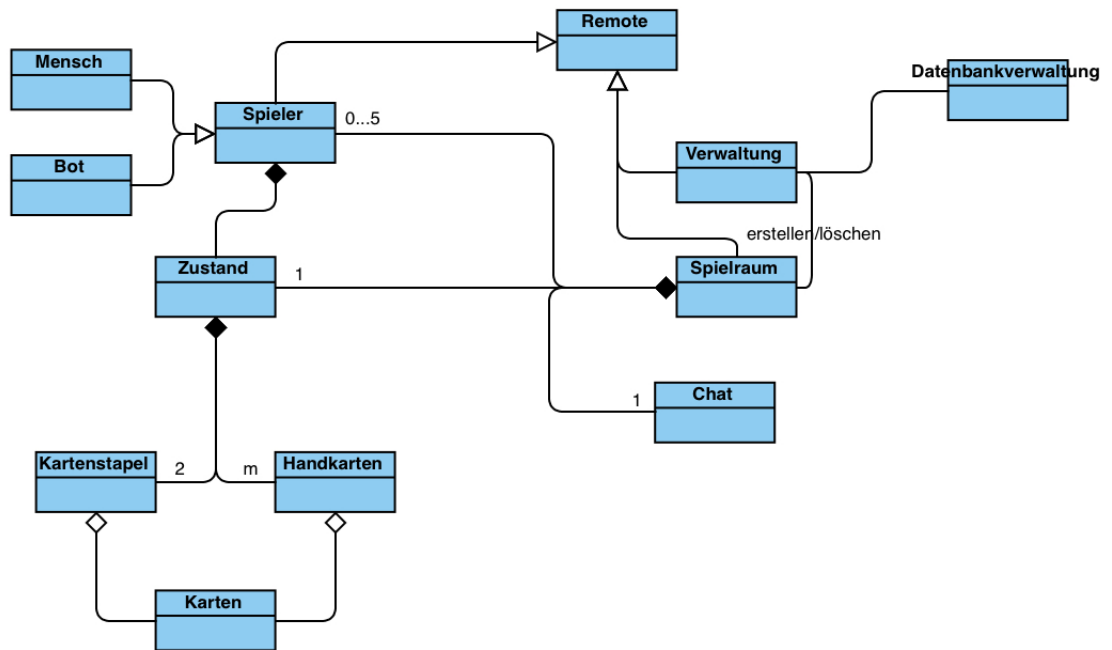 Remote
Mensch
Datenbankverwaltung
Spieler
0...5
Verwaltung
Bot
erstellen/löschen
Zustand
1
Spielraum
Chat
1
Kartenstapel
2
m
Handkarten
Karten